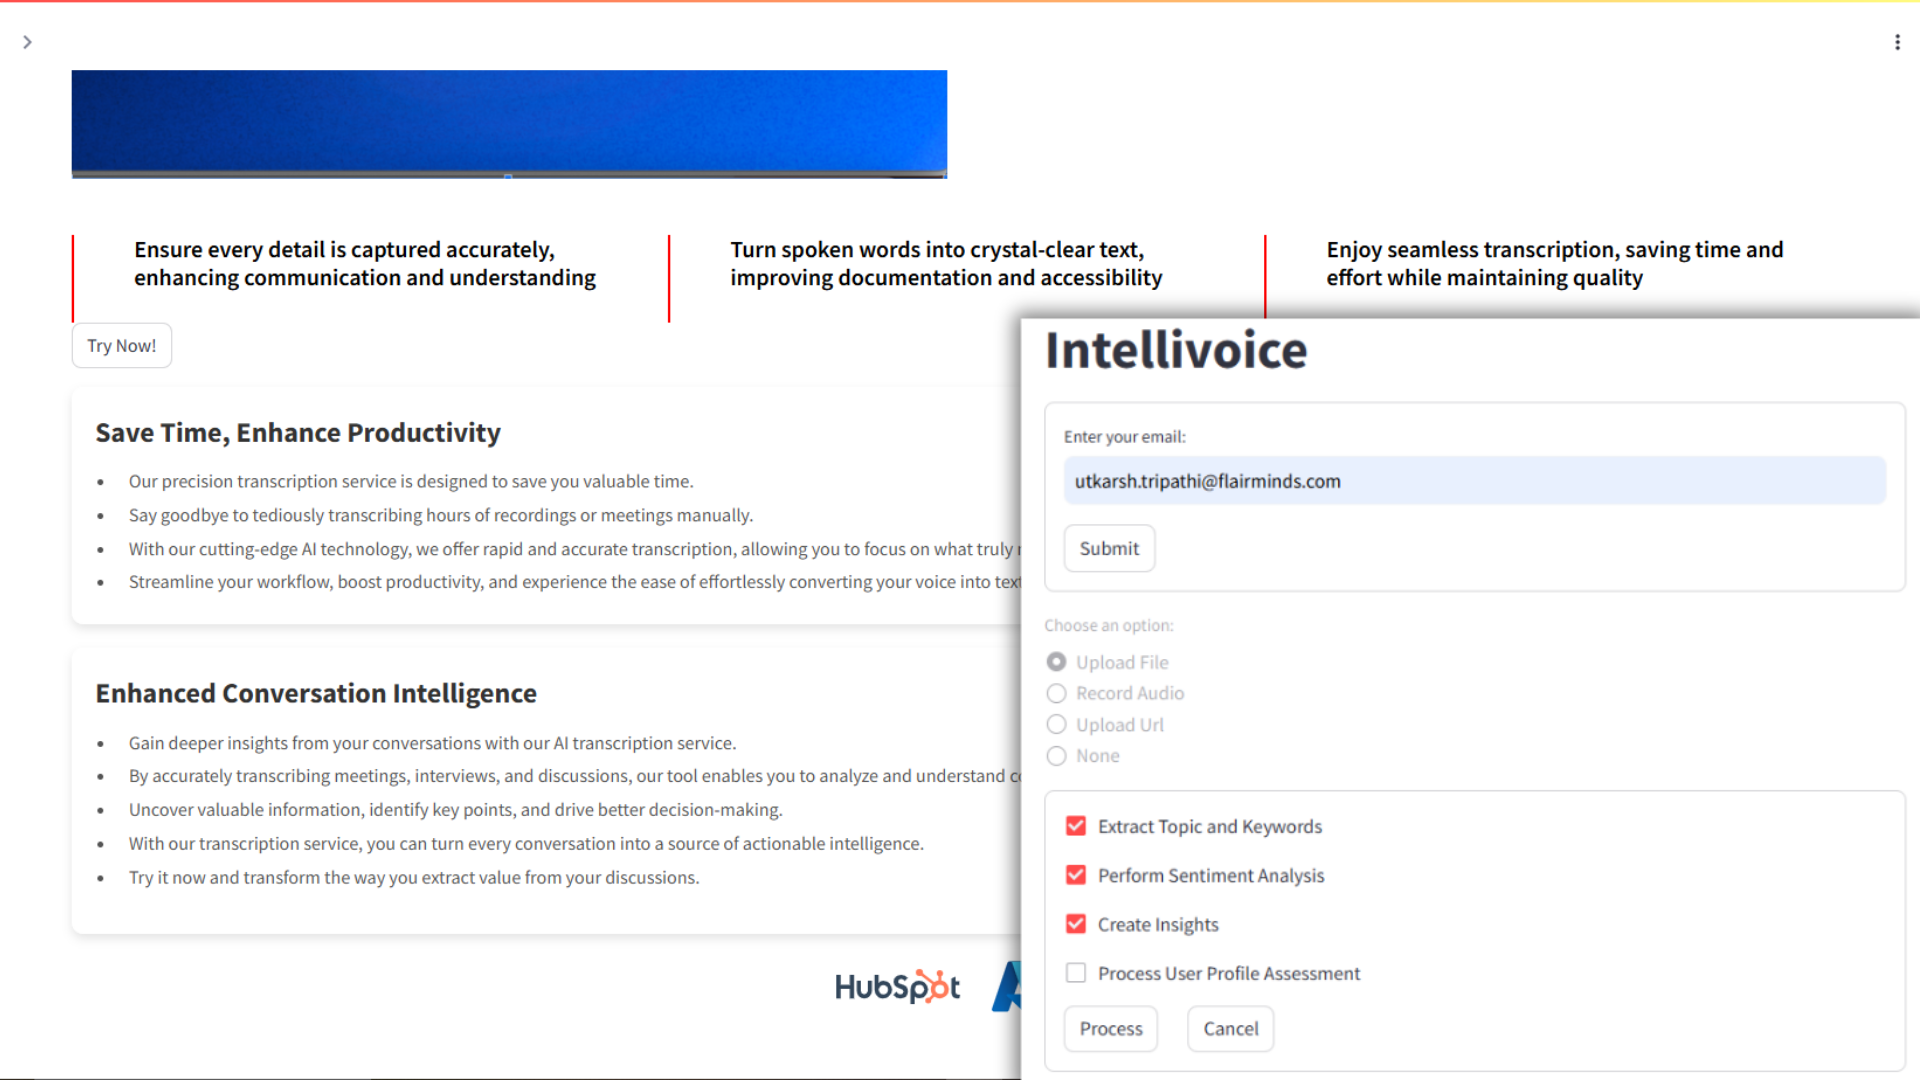 Ensure every detail is captured accurately,
enhancing communication and understanding
Turn spoken words into crystal-clear text,
improving documentation and accessibility
Enjoy seamless transcription, saving time and
effort while maintaining quality
Try Now!
Save Time, Enhance Productivity
• Our precision transcription service is designed to save you valuable time.
• Say goodbye to tediously transcribing hours of recordings or meetings manually.
• With our cutting-edge AI technology, we offer rapid and accurate transcription, allowing you to focus on what truly
• Streamline your workflow, boost productivity, and experience the ease of effortlessly converting your voice into text
Enhanced Conversation Intelligence
• Gain deeper insights from your conversations with our AI transcription service.
• By accurately transcribing meetings, interviews, and discussions, our tool enables you to analyze and understand
• Uncover valuable information, identify key points, and drive better decision-making.
• With our transcription service, you can turn every conversation into a source of actionable intelligence.
• Try it now and transform the way you extract value from your discussions.
HubSpot
Intellivoice
Enter your email:
utkarsh.tripathi@flairminds.com
Submit
Choose an option:
Upload File
Record Audio
Upload Url
None
Extract Topic and Keywords
Perform Sentiment Analysis
Create Insights
Process User Profile Assessment
Process
Cancel